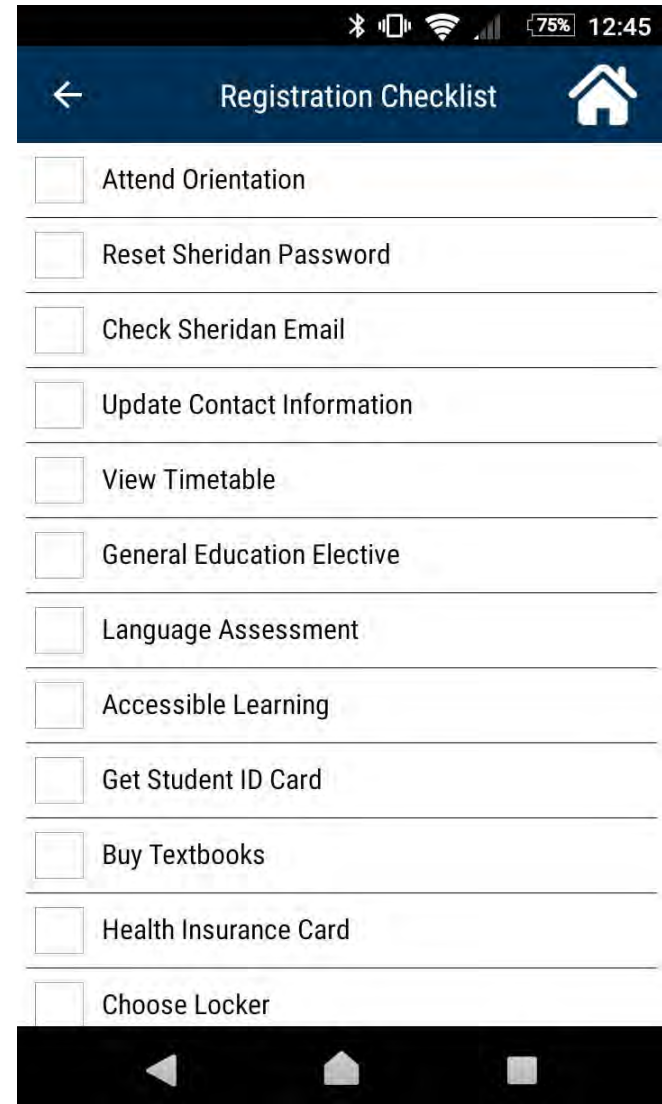 75% 12:45
Registration Checklist
Attend Orientation
Reset Sheridan Password
Check Sheridan Email
Update Contact Information
View Timetable
General Education Elective
Language Assessment
Accessible Learning
Get Student ID Card
Buy Textbooks
Health Insurance Card
Choose Locker